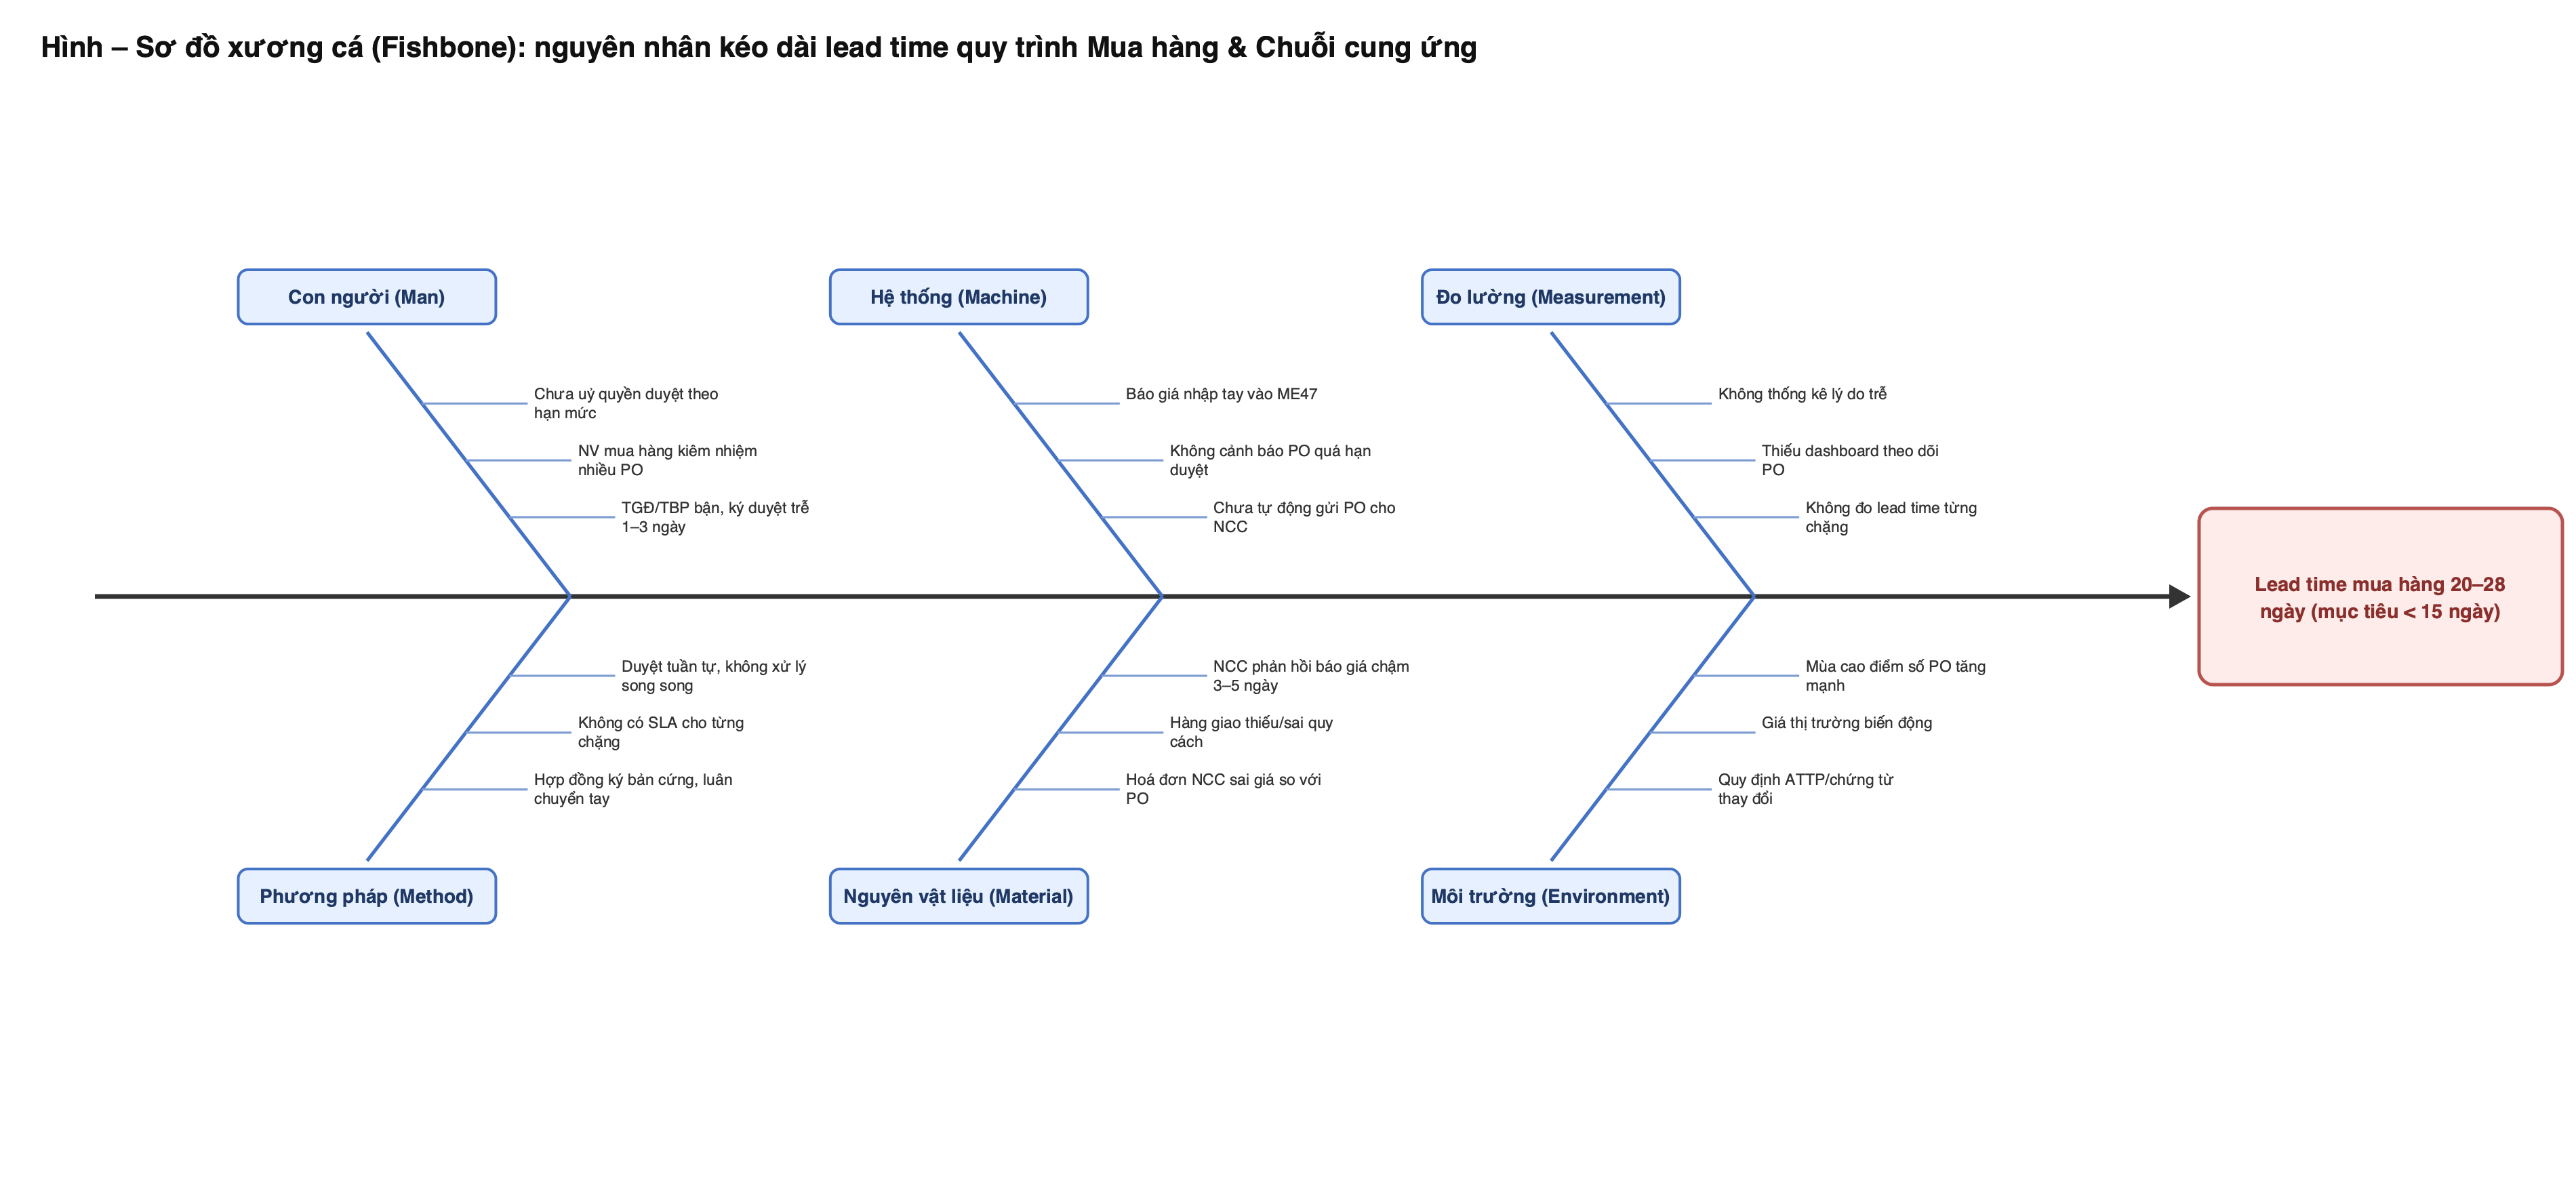 Hình – Sơ đồ xương cá (Fishbone): nguyên nhân kéo dài lead time quy trình Mua hàng & Chuỗi cung ứng
Con người (Man)
Chưa uỷ quyền duyệt theo
hạn mức
NV mua hàng kiêm nhiệm
nhiều PO
TGĐ/TBP bận, ký duyệt trễ
1–3 ngày
Hệ thống (Machine)
Báo giá nhập tay vào ME47
Không cảnh báo PO quá hạn
duyệt
Chưa tự động gửi PO cho
NCC
Đo lường (Measurement)
Không thống kê lý do trễ
Thiếu dashboard theo dõi
PO
Không đo lead time từng
chặng
Lead time mua hàng 20–28
ngày (mục tiêu < 15 ngày)
Duyệt tuần tự, không xử lý
song song
Không có SLA cho từng
chặng
Hợp đồng ký bản cứng, luân
chuyển tay
Phương pháp (Method)
NCC phản hồi báo giá chậm
3–5 ngày
Hàng giao thiếu/sai quy
cách
Hoá đơn NCC sai giá so với
PO
Nguyên vật liệu (Material)
Mùa cao điểm số PO tăng
mạnh
Giá thị trường biến động
Quy định ATTP/chứng từ
thay đổi
Môi trường (Environment)